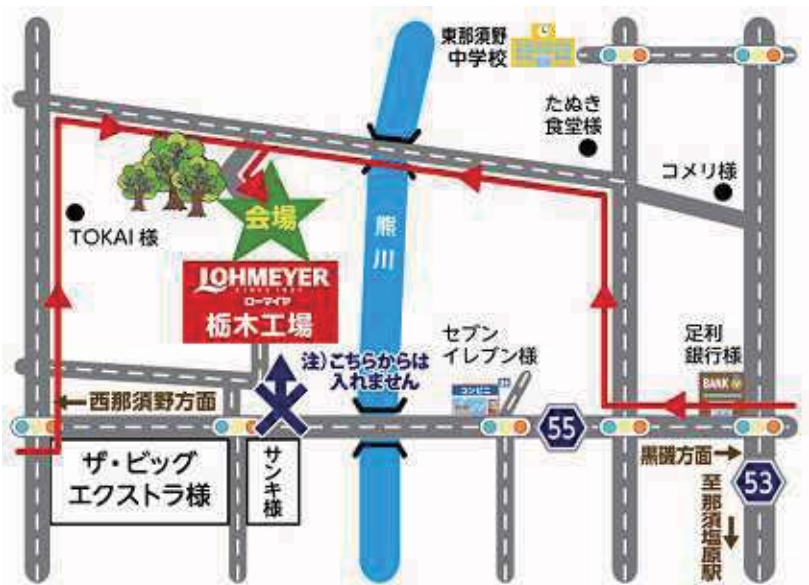 東那須野
中学校
たぬき
食堂様
コメリ様
TOKAI 様
会場
LOHMEYER
ローマイヤ
栃木工場
熊川
注）こちらからは
入れません
セブン
イレブン様
コンビニ
足利
銀行様
BANK
西那須野方面
55
ザ・ビッグ
エクストラ様
サンキ様
黒磯方面
53
至那須塩原駅